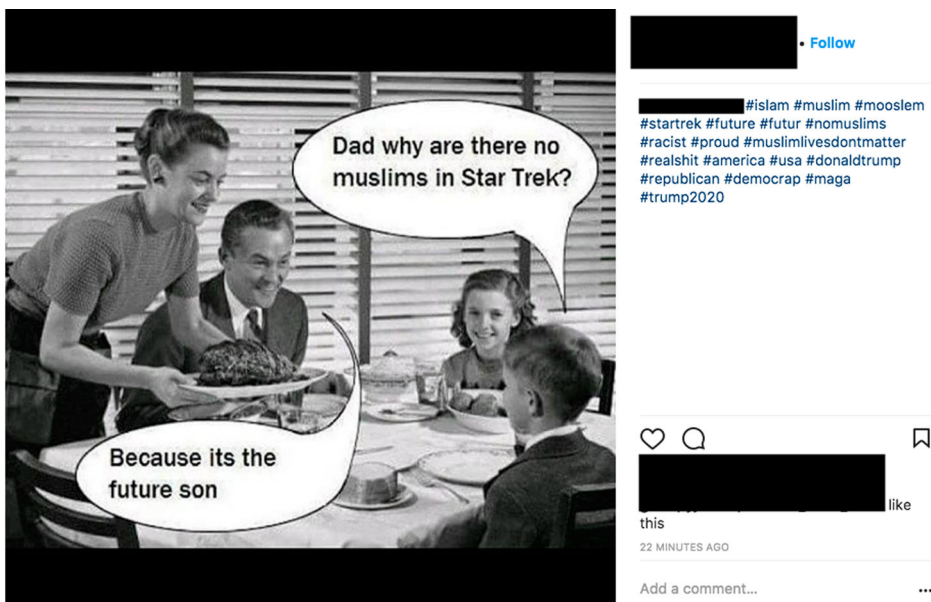 Dad why are there no
muslims in Star Trek?
Because its the
future son
• Follow
#islam #muslim #mooslem
#startrek #future #futur #nomuslims
#racist #proud #muslimlivesdontmatter
#realshit #america #usa #donaldtrump
#republican #democrap #maga
#trump2020
like
this
22 MINUTES AGO
Add a comment...